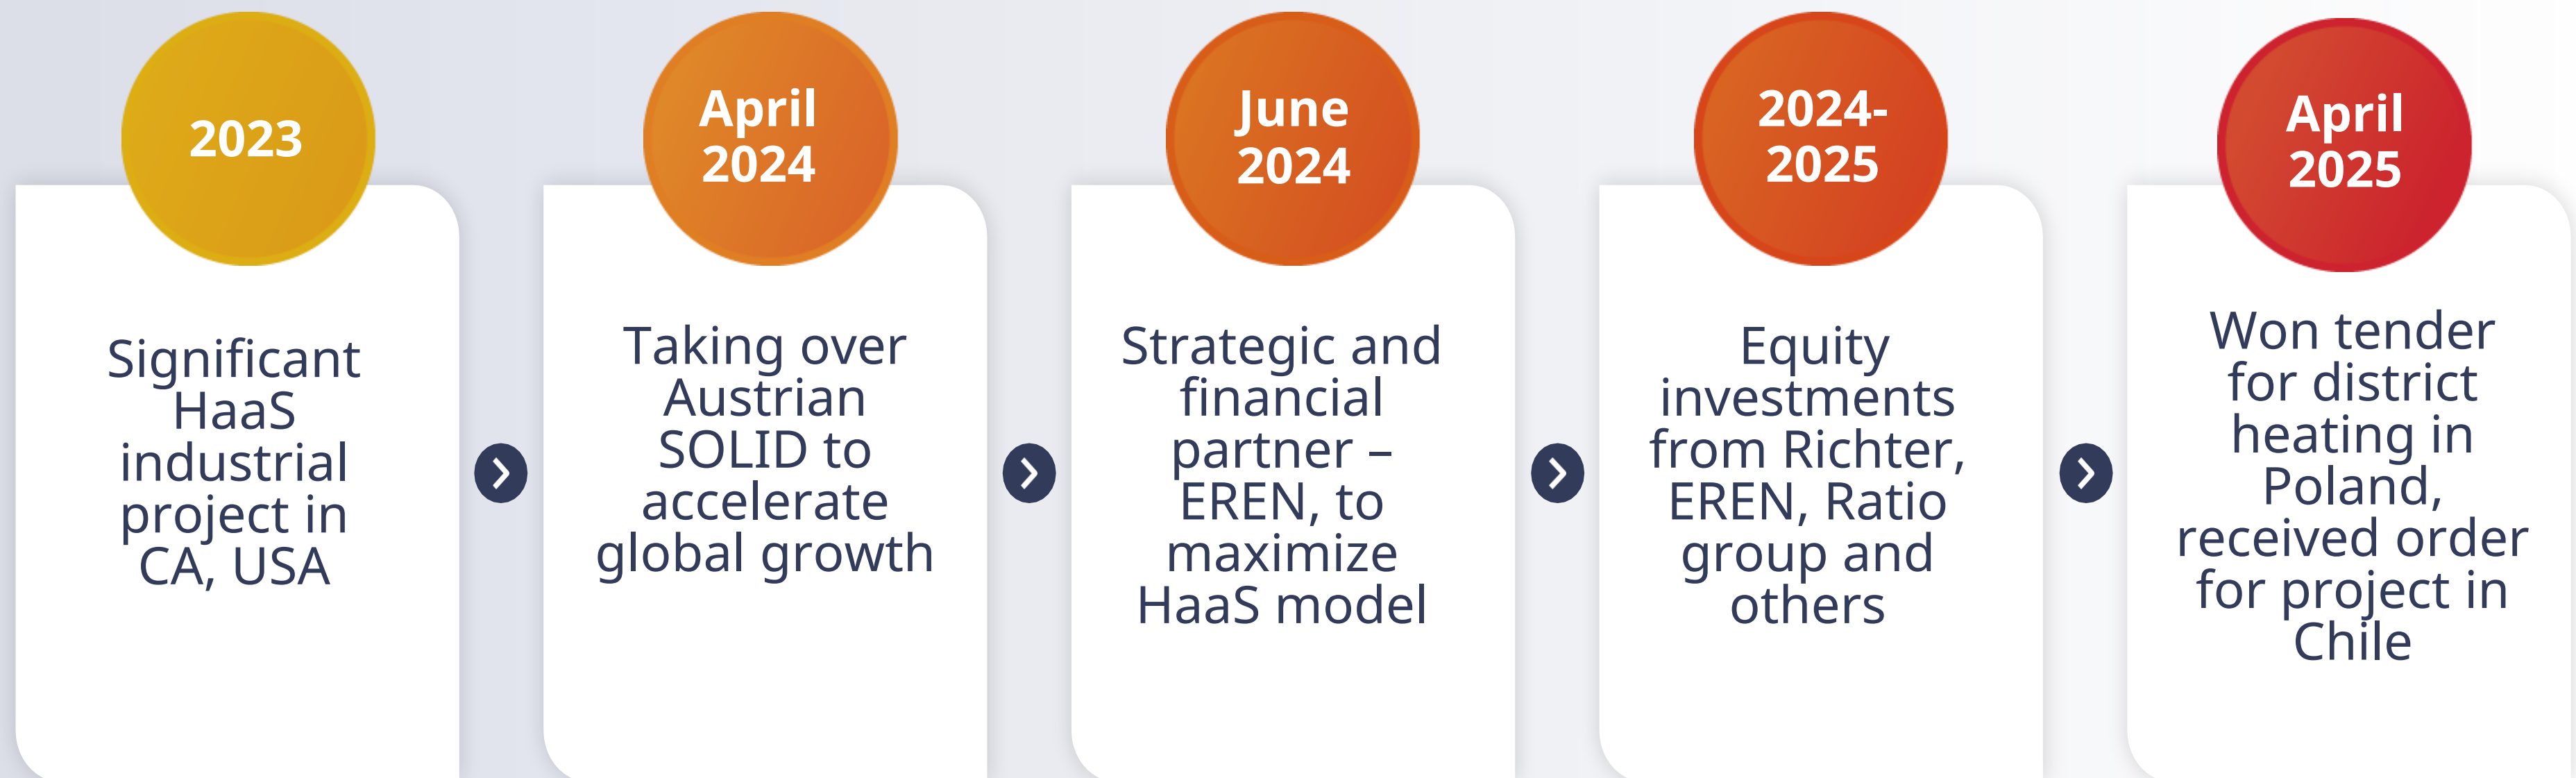 2023
Significant
HaaS
industrial
project in
CA, USA
April
2024
Taking over
Austrian
SOLID to
accelerate
global growth
June
2024
Strategic and
financial
partner –
EREN, to
maximize
HaaS model
2024-
2025
Equity
investments
from Richter,
EREN, Ratio
group and
others
April
2025
Won tender
for district
heating in
Poland,
received order
for project in
Chile